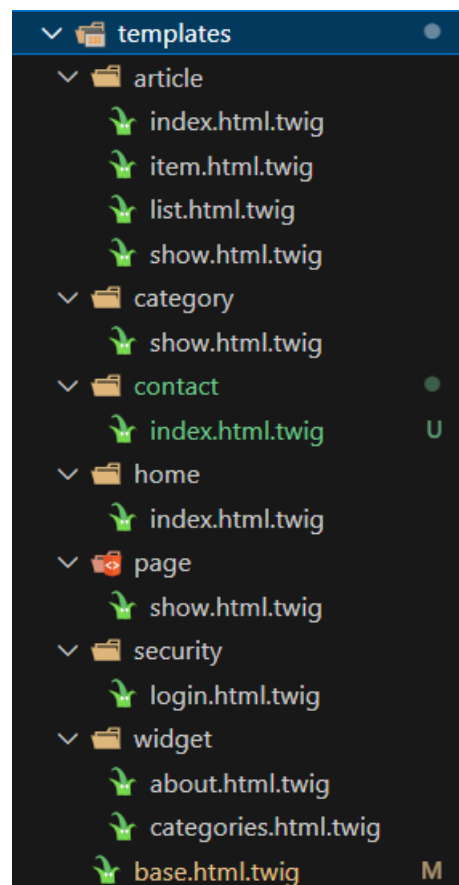 templates
article
index.html.twig
item.html.twig
list.html.twig
show.html.twig
category
show.html.twig
contact
index.html.twig U
home
index.html.twig
page
show.html.twig
security
login.html.twig
widget
about.html.twig
categories.html.twig
base.html.twig M